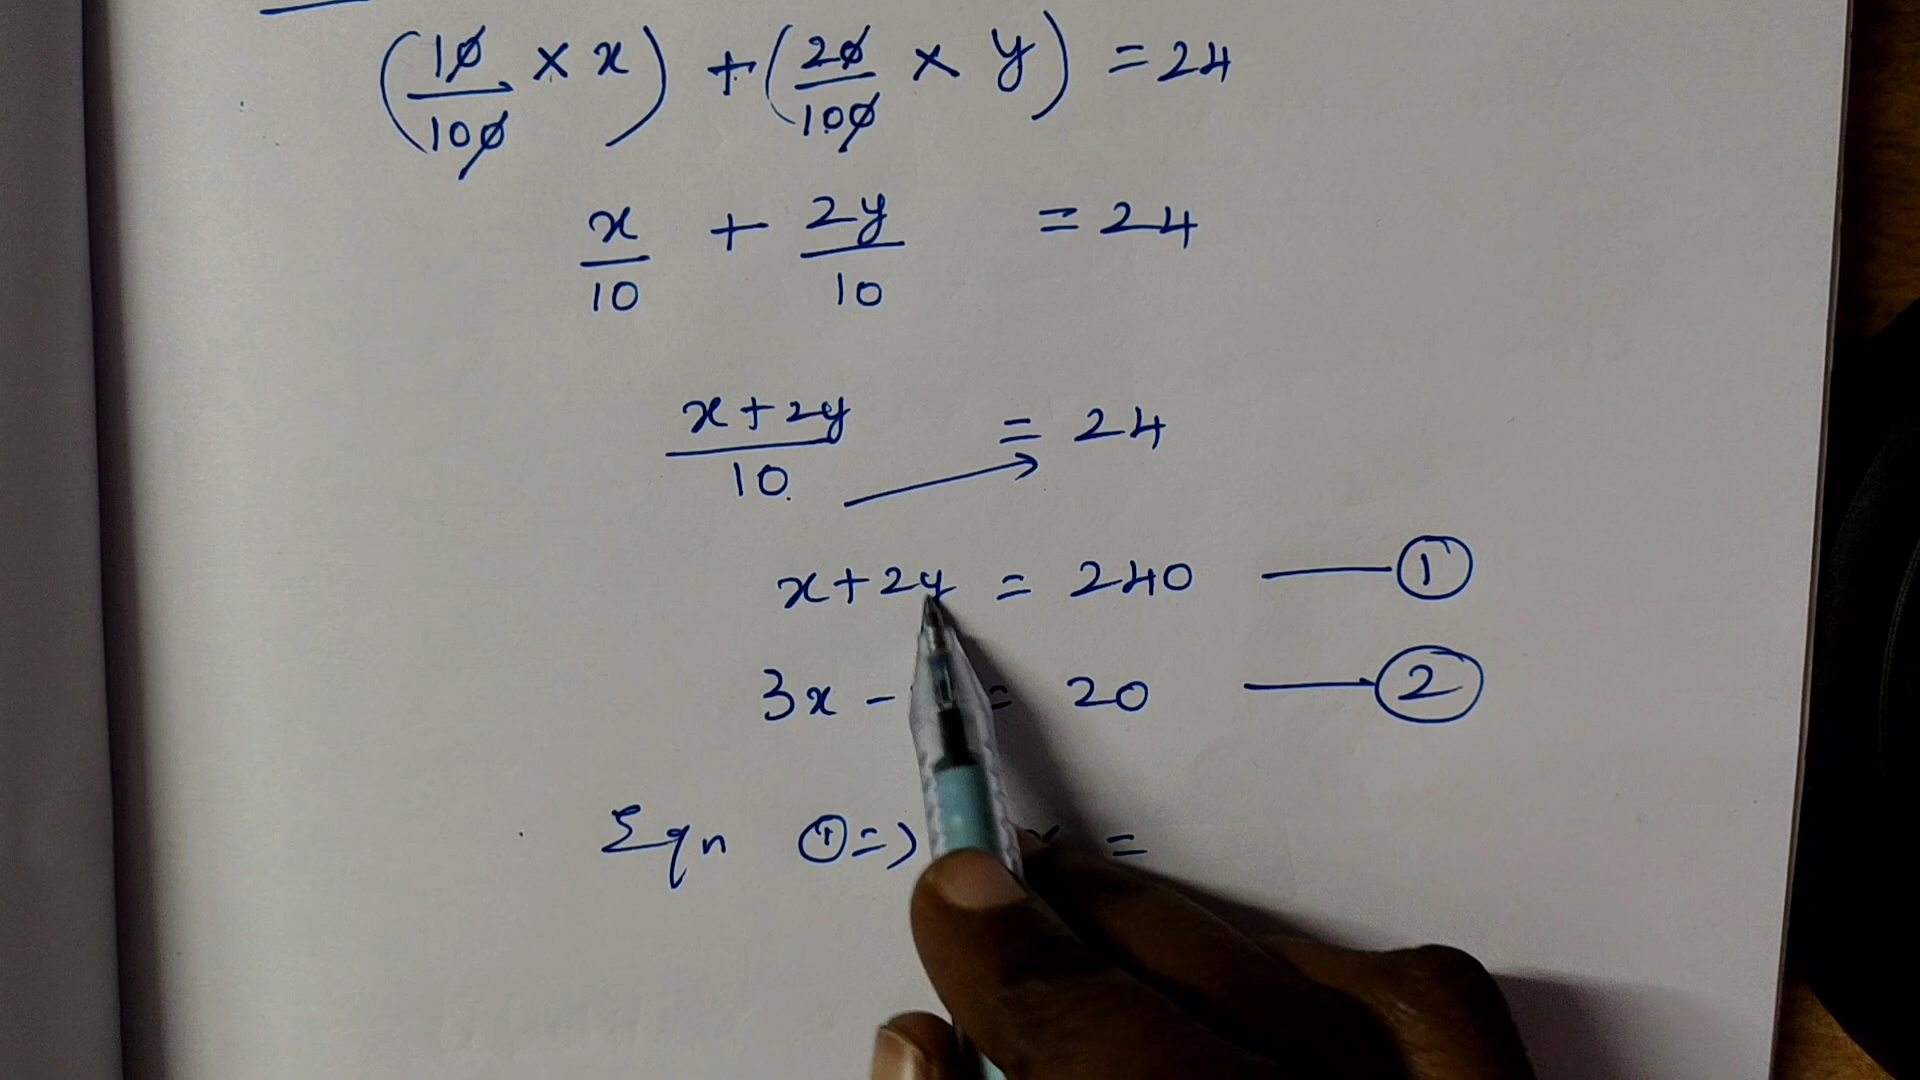 (10/100 × x) + (20/100 × y) = 24
x/10 + 2y/10 = 24
x+2y/10 = 24
x+2y = 240 — ①
3x - = 20 — ②
Eqn ①=> x =